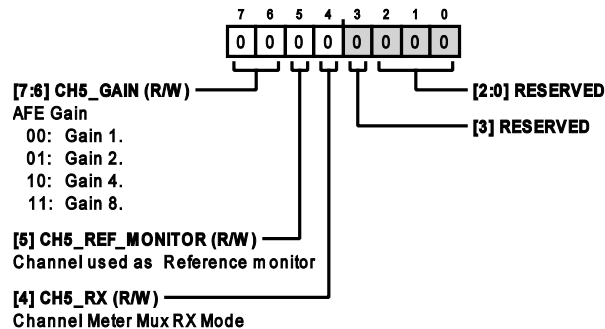 7 6 5 4 3 2 1 0
0 0 0 0 0 0 0 0
[7:6] CH5_GAIN (R/W)
AFE Gain
00: Gain 1.
01: Gain 2.
10: Gain 4.
11: Gain 8.
[5] CH5_REF_MONITOR (R/W)
Channel used as Reference monitor
[4] CH5_RX (R/W)
Channel Meter Mux RX Mode
[2:0] RESERVED
[3] RESERVED